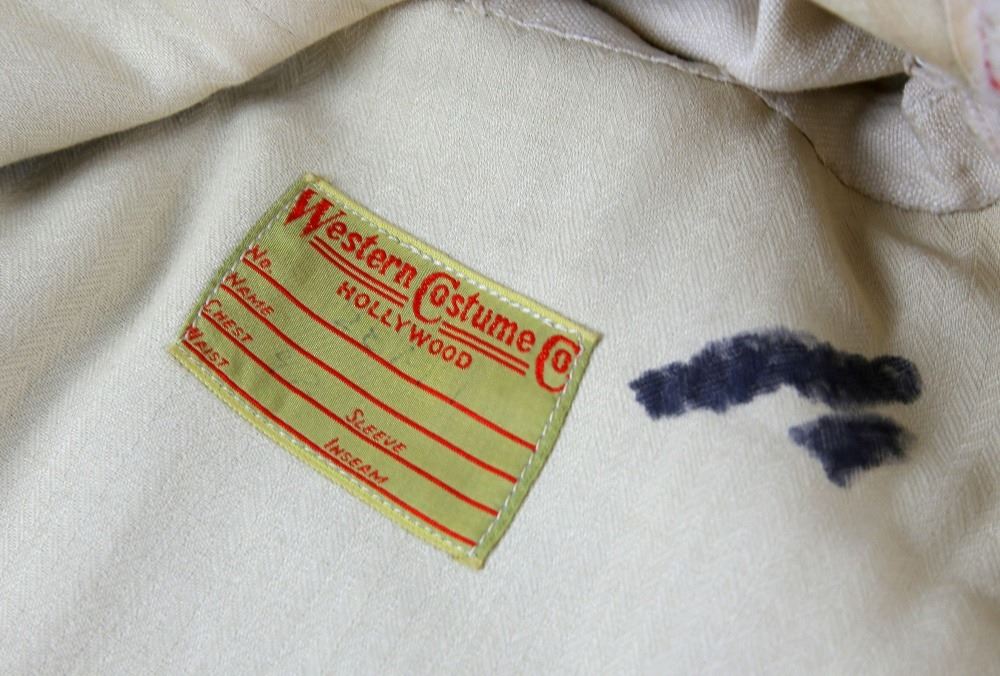 Western Costume Co
HOLLYWOOD
No.
NAME
CHEST SLEEVE
WAIST INSEAM